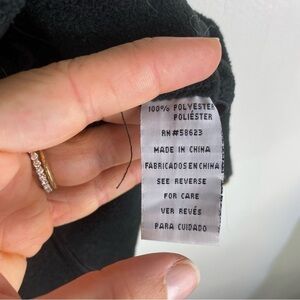 100% POLYESTER
POLIÉSTER
RN#58623
MADE IN CHINA
FABRICADOS EN CHINA
SEE REVERSE
FOR CARE
VER REVÉS
PARA CUIDADO